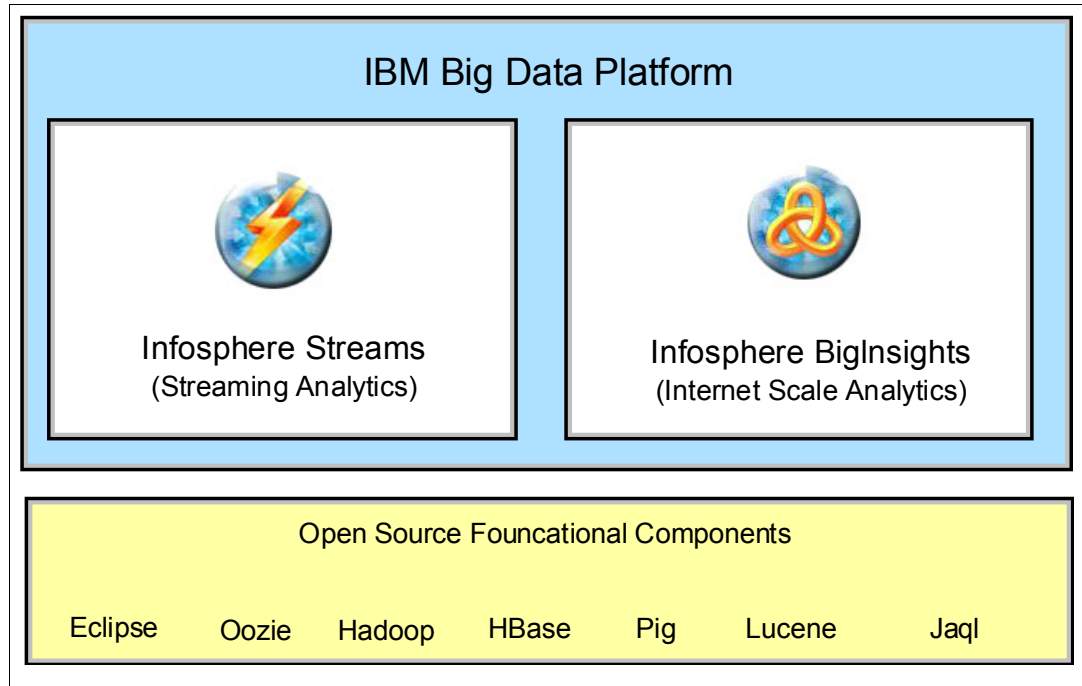 IBM Big Data Platform
Infosphere Streams
(Streaming Analytics)
Infosphere BigInsights
(Internet Scale Analytics)
Open Source Founcational Components
Eclipse Oozie Hadoop HBase Pig Lucene Jaql